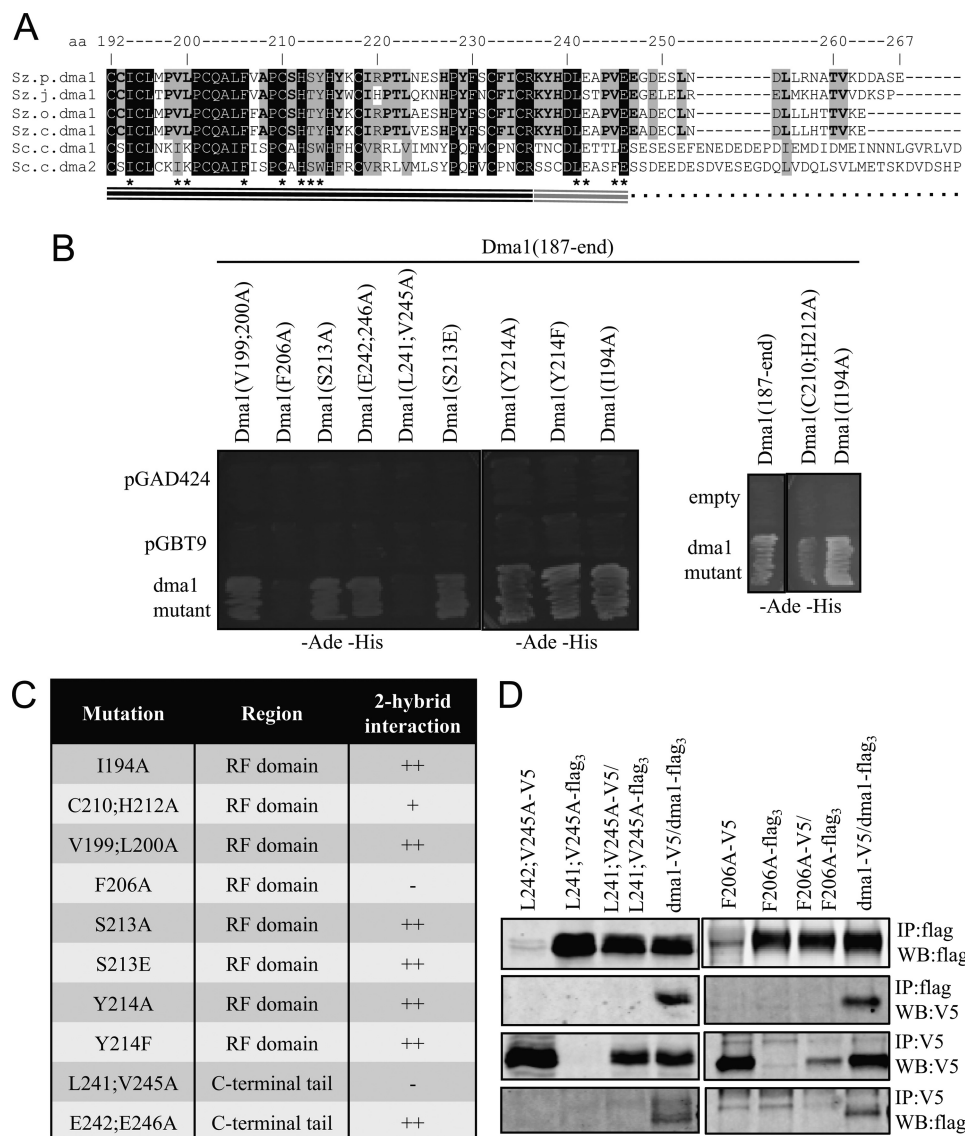 A
aa 192------200-------210-------220-------230-------240-------250----------------260----267
Sz.p.dma1 CCICLMPVLPCQALFVAPCSHSYHYKCIRPTLNESHPYFSCFICRKYHDLEAPVEEGDESLN---------DLLRNATVKDDASE------
Sz.j.dma1
Sz.o.dma1
Sz.c.dma1
Sc.c.dma1
Sc.c.dma2
B
Dma1(187-end)
Dma1(V199;200A)
Dma1(F206A)
Dma1(S213A)
Dma1(E242;246A)
Dma1(L241;V245A)
Dma1(S213E)
Dma1(Y214A)
Dma1(Y214F)
Dma1(I194A)
Dma1(187-end)
Dma1(C210;H212A)
Dma1(I194A)
pGAD424
pGBT9
dma1
mutant
-Ade -His
-Ade -His
empty
dma1
mutant
-Ade -His
C
Mutation Region 2-hybrid interaction
I194A RF domain ++
C210;H212A RF domain +
V199;L200A RF domain ++
F206A RF domain -
S213A RF domain ++
S213E RF domain ++
Y214A RF domain ++
Y214F RF domain ++
L241;V245A C-terminal tail -
E242;E246A C-terminal tail ++
D
L242;V245A-V5
L241;V245A-flag3
L241;V245A-V5/
L241;V245A-flag3
dma1-V5/dma1-flag3
F206A-V5
F206A-flag3
F206A-V5/
F206A-flag3
dma1-V5/dma1-flag3
IP:flag
WB:flag
IP:flag
WB:V5
IP:V5
WB:V5
IP:V5
WB:flag